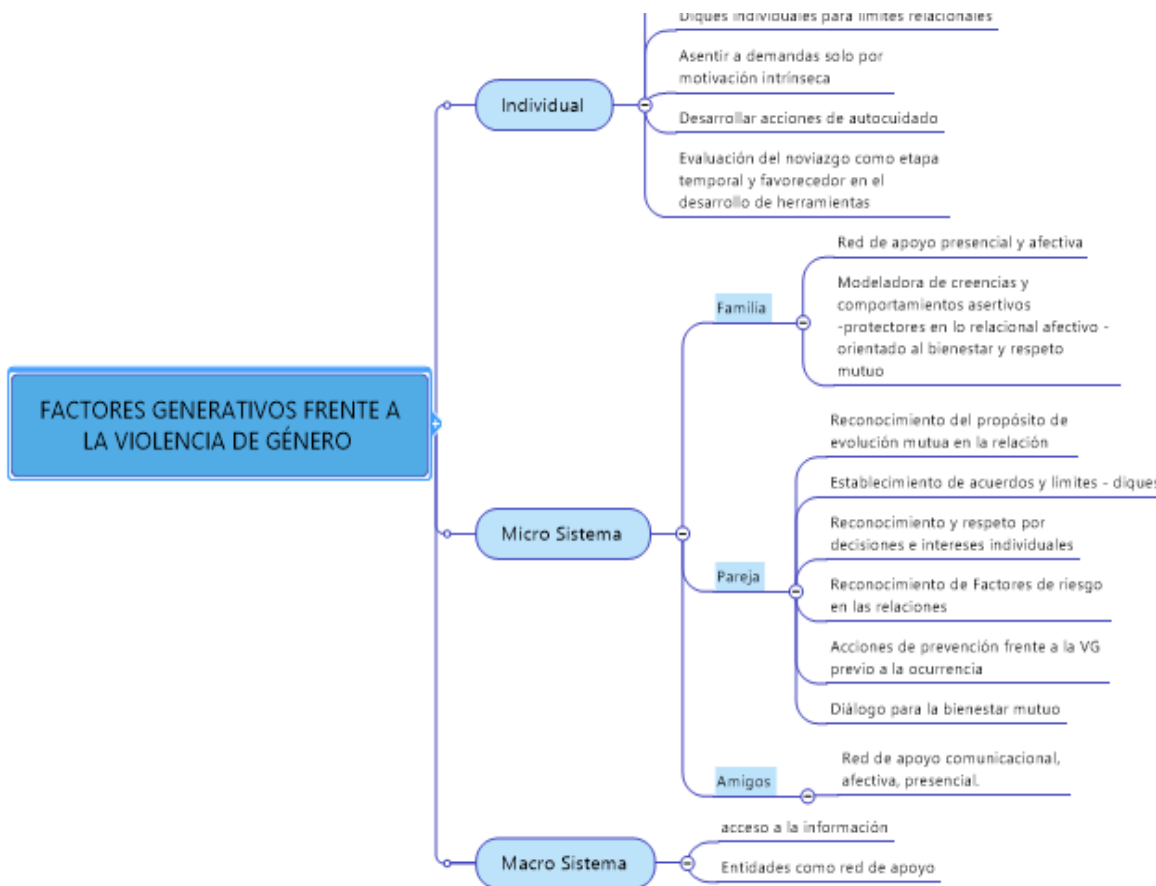 Diques individuales para límites relacionales
Asentir a demandas solo por
motivación intrínseca
Individual
Desarrollar acciones de autocuidado
Evaluación del noviazgo como etapa
temporal y favorecedor en el
desarrollo de herramientas
Red de apoyo presencial y afectiva
Modeladora de creencias y
comportamientos asertivos
-protectores en lo relacional afectivo -
orientado al bienestar y respeto
mutuo
Familia
FACTORES GENERATIVOS FRENTE A
LA VIOLENCIA DE GÉNERO
Reconocimiento del propósito de
evolución mutua en la relación
Establecimiento de acuerdos y límites - diques
Micro Sistema
Reconocimiento y respeto por
decisiones e intereses individuales
Pareja
Reconocimiento de Factores de riesgo
en las relaciones
Acciones de prevención frente a la VG
previo a la ocurrencia
Diálogo para la bienestar mutuo
Amigos
Red de apoyo comunicacional,
afectiva, presencial.
acceso a la información
Macro Sistema
Entidades como red de apoyo